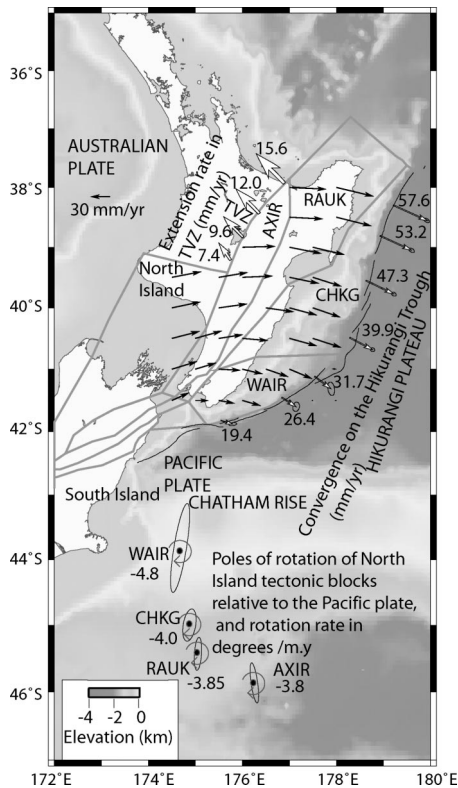 36°S
38°S
40°S
42°S
44°S
46°S
AUSTRALIAN
PLATE
30 mm/yr
Extension rate in
TVZ (mm/yr)
15.6
12.0
9.6
7.4
TVZ
AXIR
RAUK
North
Island
CHKG
WAIR
57.6
53.2
47.3
39.9
31.7
26.4
19.4
Convergence on the Hikurangi Trough
(mm/yr)
HIKURANGI PLATEAU
PACIFIC
PLATE
South Island
CHATHAM RISE
WAIR
-4.8
CHKG
-4.0
RAUK
-3.85
AXIR
-3.8
Poles of rotation of North
Island tectonic blocks
relative to the Pacific plate,
and rotation rate in
degrees /m.y
-4 -2 0
Elevation (km)
172°E 174°E 176°E 178°E 180°E